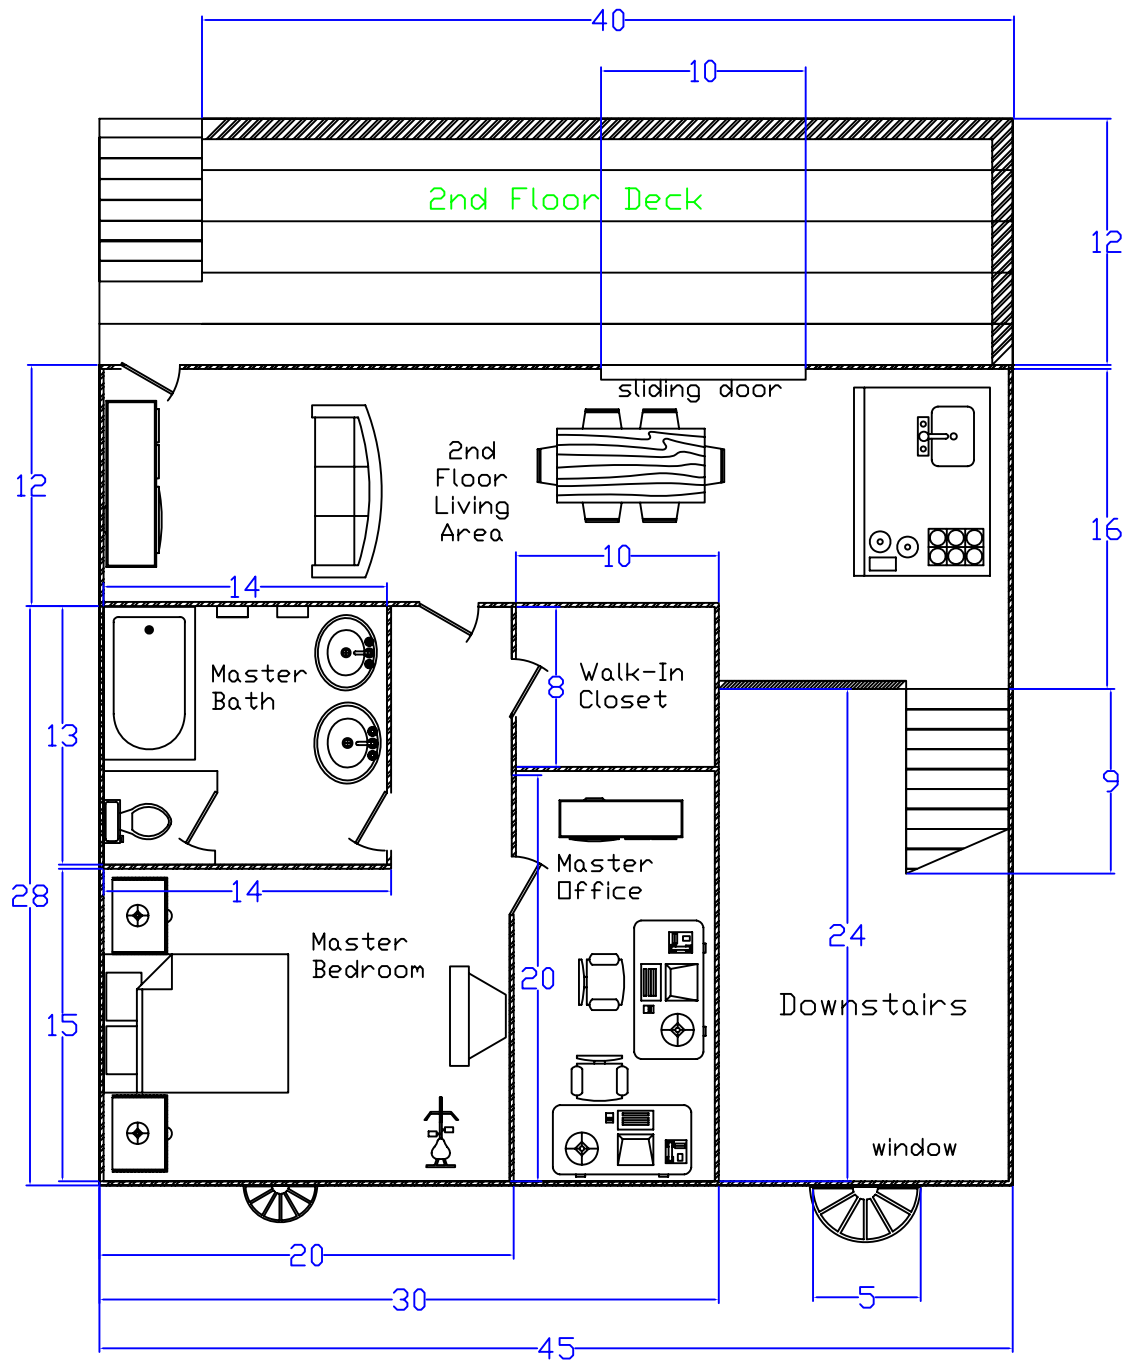 40
10
2nd Floor Deck
12
sliding door
2nd
Floor
Living
Area
12
16
10
14
Master
Bath
8
Walk-In
Closet
13
9
Master
Office
14
28
Master
Bedroom
24
20
15
Downstairs
window
20
30
5
45